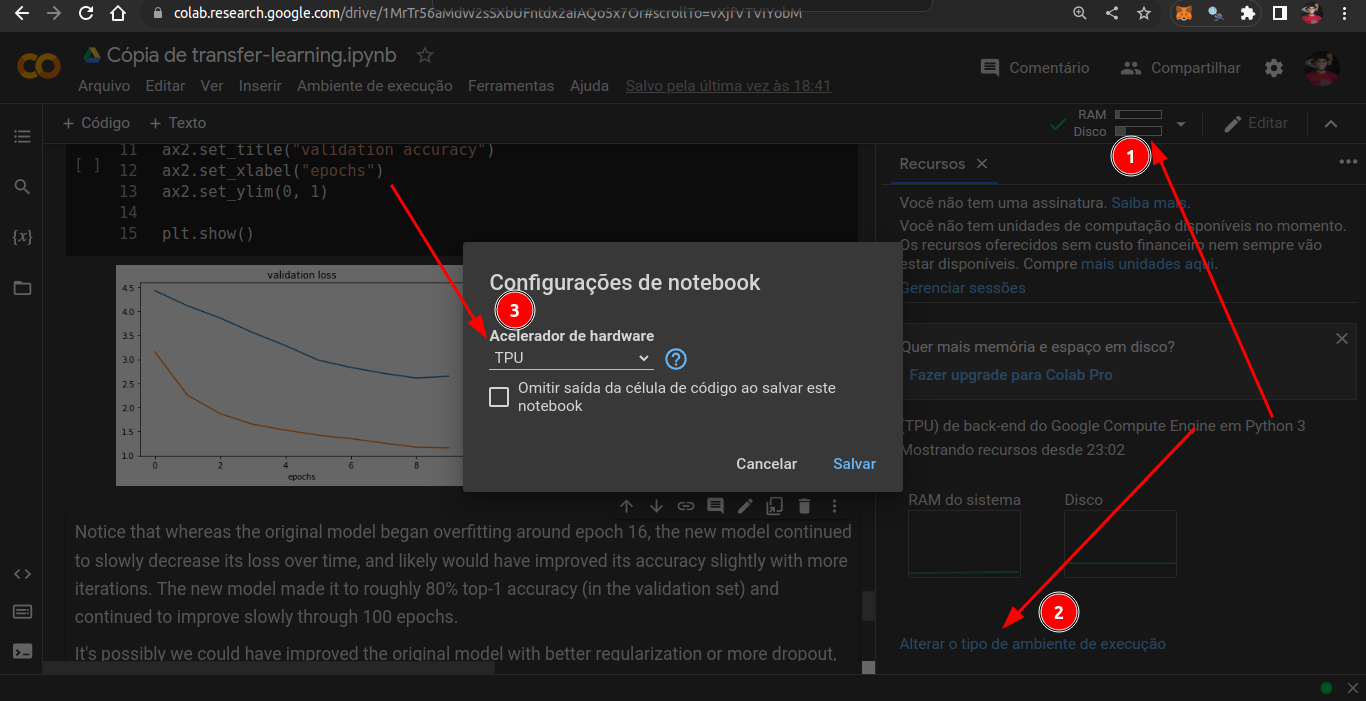 colab.research.google.com/drive/
Cópia de transfer-learning.ipynb
Arquivo Editar Ver Inserir Ambiente de execução Ferramentas Ajuda Salvo pela última vez às 18:41
Comentário Compartilhar
+ Código + Texto
RAM
Disco
Editar
11 ax2.set_title("validation accuracy")
[ ] 12 ax2.set_xlabel("epochs")
13 ax2.set_ylim(0, 1)
14
15 plt.show()
validation loss
4.5
4.0
3.5
3.0
2.5
2.0
1.5
1.0
0 2 4 6 8
epochs
Configurações de notebook
3
Acelerador de hardware
TPU
Omitir saída da célula de código ao salvar este
notebook
Cancelar Salvar
Notice that whereas the original model began overfitting around epoch 16, the new model continued
to slowly decrease its loss over time, and likely would have improved its accuracy slightly with more
iterations. The new model made it to roughly 80% top-1 accuracy (in the validation set) and
continued to improve slowly through 100 epochs.
It's possibly we could have improved the original model with better regularization or more dropout,
1
Recursos
Você não tem uma assinatura. Saiba mais.
Você não tem unidades de computação disponíveis no momento.
Os recursos oferecidos sem custo financeiro nem sempre vão
estar disponíveis. Compre mais unidades aqui.
Gerenciar sessões
Quer mais memória e espaço em disco?
Fazer upgrade para Colab Pro
(TPU) de back-end do Google Compute Engine em Python 3
Mostrando recursos desde 23:02
RAM do sistema Disco
2
Alterar o tipo de ambiente de execução